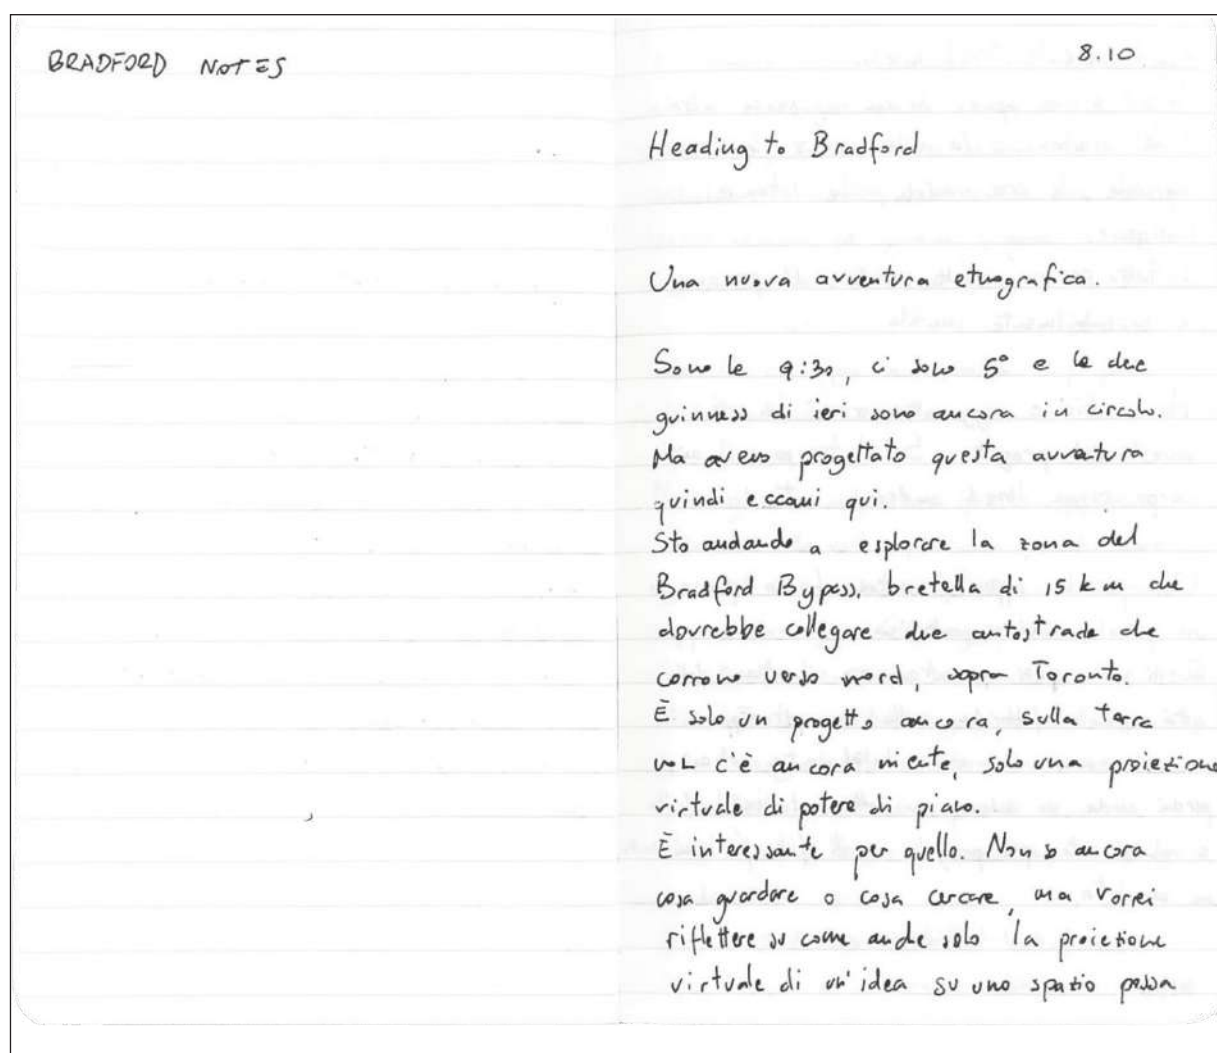 BRADFORD NOTES
8.10
Heading to Bradford
Una nuova avventura etnografica.
Sono le 9:30, ci sono 5° e le due
guinness di ieri sono ancora in circolo.
Ma avevo progettato questa avventura
quindi eccomi qui.
Sto andando a esplorare la zona del
Bradford Bypass, bretella di 15 km che
dovrebbe collegare due autostrade che
corrono verso nord, sopra Toronto.
È solo un progetto ancora, sulla terra
non c'è ancora niente, solo una proiezione
virtuale di potere di piano.
È interessante per quello. Non so ancora
cosa guardare o cosa cercare, ma vorrei
riflettere su come anche solo la proiezione
virtuale di un'idea su uno spazio possa